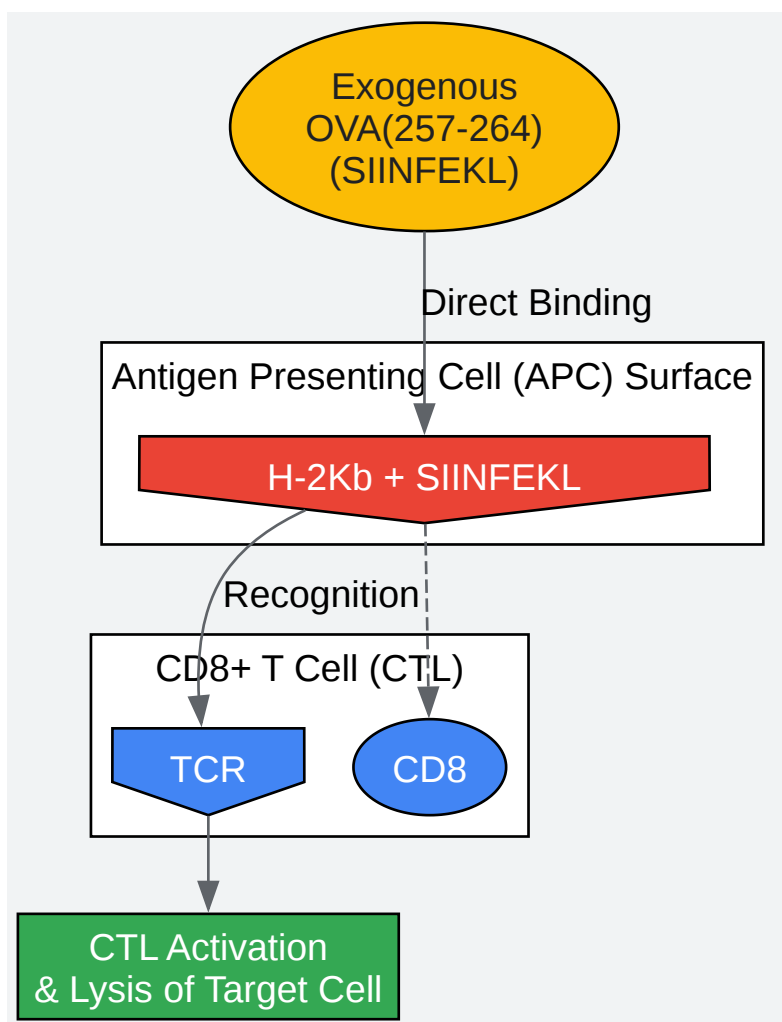 Exogenous
OVA(257-264)
(SIINFEKL)
Direct Binding
Antigen Presenting Cell (APC) Surface
H-2Kb + SIINFEKL
Recognition
CD8+ T Cell (CTL)
TCR
CD8
CTL Activation
& Lysis of Target Cell